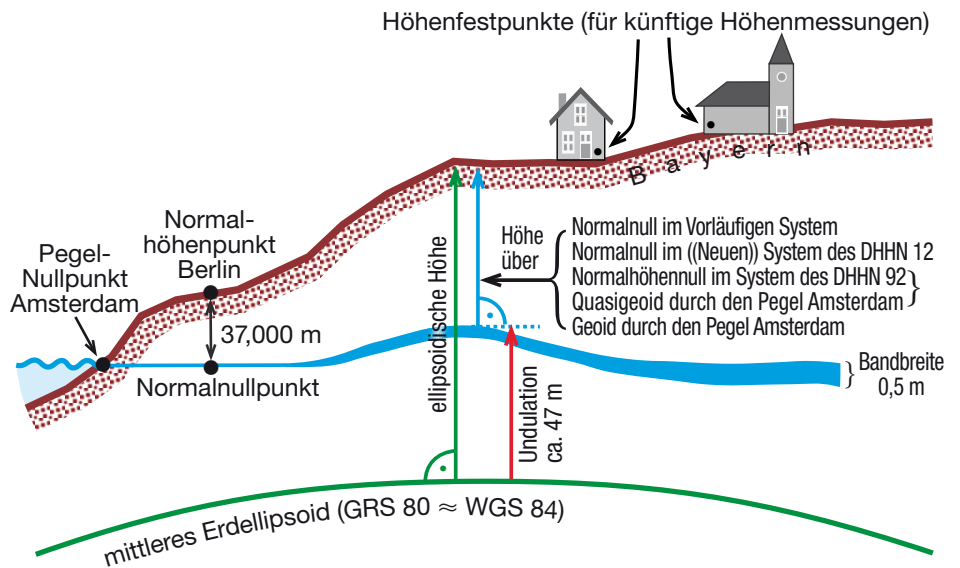 Höhenfestpunkte (für künftige Höhenmessungen)
Bayern
Normal-
höhenpunkt
Berlin
Pegel-
Nullpunkt
Amsterdam
37,000 m
Normalnullpunkt
ellipsoidische Höhe
Höhe
über
Normalnull im Vorläufigen System
Normalnull im ((Neuen)) System des DHHN 12
Normalhöhennull im System des DHHN 92
Quasigeoid durch den Pegel Amsterdam
Geoid durch den Pegel Amsterdam
Undulation
ca. 47 m
Bandbreite
0,5 m
mittleres Erdellipsoid (GRS 80 ≈ WGS 84)